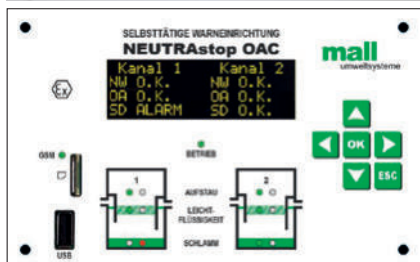 SELBSTTÄTIGE WARNEINRICHTUNG
NEUTRAstop OAC
mall
umweltsysteme
Kanal 1 Kanal 2
NW O.K. NW O.K.
OA O.K. OA O.K.
SD ALARM SD O.K.
Ex
OK
ESC
GSM
BETRIEB
1 2
AUFSTAU
LEICHT-
FLÜSSIGKEIT
SCHLAMM
USB